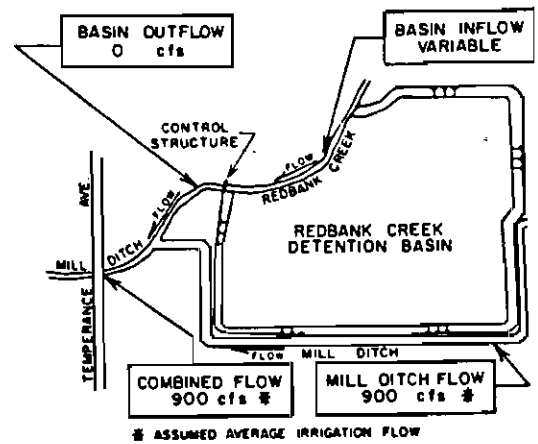 BASIN OUTFLOW
0 cfs
BASIN INFLOW
VARIABLE
CONTROL
STRUCTURE
FLOW
REDBANK CREEK
FLOW
REDBANK CREEK
DETENTION BASIN
MILL DITCH
TEMPERANCE AVE.
FLOW MILL DITCH
COMBINED FLOW
900 cfs *
MILL DITCH FLOW
900 cfs *
* ASSUMED AVERAGE IRRIGATION FLOW